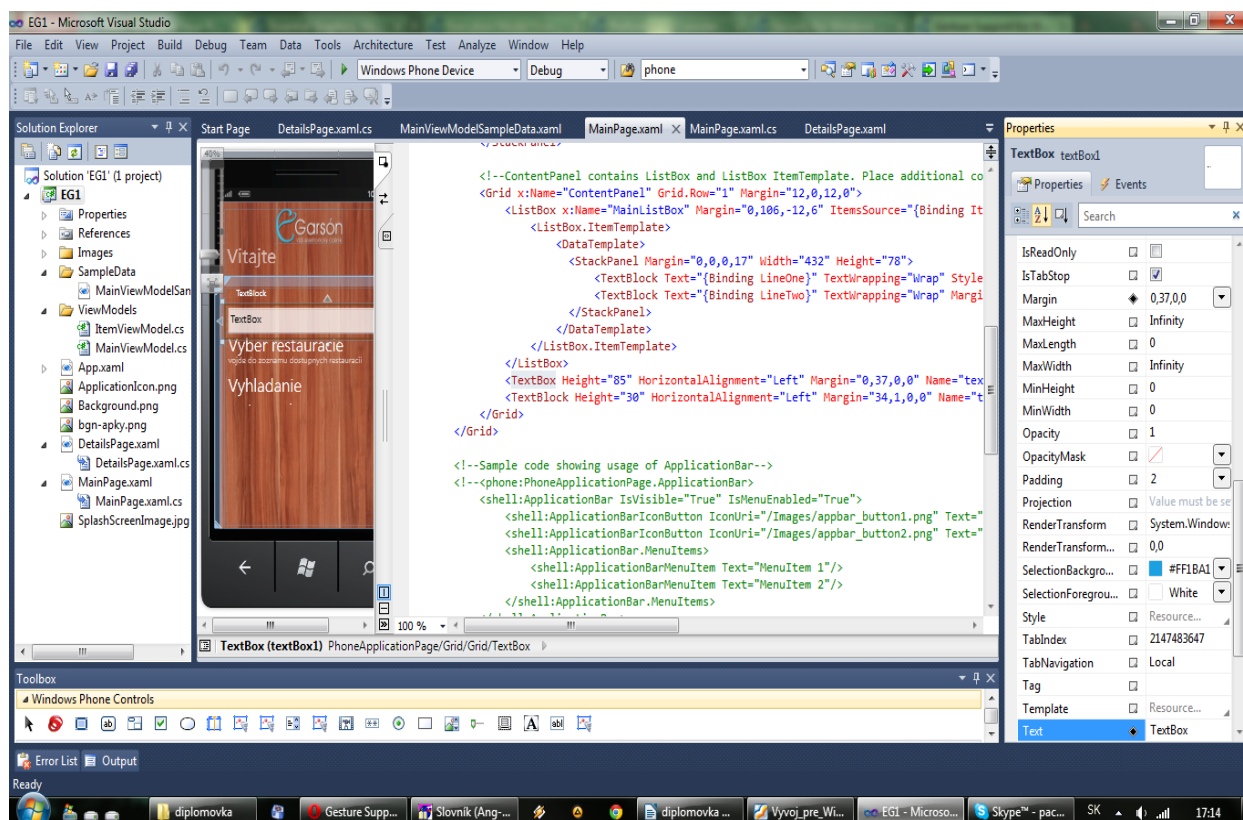 EG1 - Microsoft Visual Studio
File Edit View Project Build Debug Team Data Tools Architecture Test Analyze Window Help
Windows Phone Device Debug phone
Solution Explorer
Solution 'EG1' (1 project)
EG1
Properties
References
Images
SampleData
MainViewModelSan
ViewModels
ItemViewModel.cs
MainViewModel.cs
App.xaml
ApplicationIcon.png
Background.png
bgn-apky.png
DetailsPage.xaml
DetailsPage.xaml.cs
MainPage.xaml
MainPage.xaml.cs
SplashScreenImage.jpg
Start Page DetailsPage.xaml.cs MainViewModelSampleData.xaml MainPage.xaml MainPage.xaml.cs DetailsPage.xaml
40%
Garsón
Vitajte
TextBlock
TextBox
Vyber restauracie
vojde do zoznamu dostupnych restauracii
Vyhladanie
</StackPanel>
<!--ContentPanel contains ListBox and ListBox ItemTemplate. Place additional co
<Grid x:Name="ContentPanel" Grid.Row="1" Margin="12,0,12,0">
<ListBox x:Name="MainListBox" Margin="0,106,-12,6" ItemsSource="{Binding It
<ListBox.ItemTemplate>
<DataTemplate>
<StackPanel Margin="0,0,0,17" Width="432" Height="78">
<TextBlock Text="{Binding LineOne}" TextWrapping="Wrap" Style
<TextBlock Text="{Binding LineTwo}" TextWrapping="Wrap" Margi
</StackPanel>
</DataTemplate>
</ListBox.ItemTemplate>
</ListBox>
<TextBox Height="85" HorizontalAlignment="Left" Margin="0,37,0,0" Name="tex
<TextBlock Height="30" HorizontalAlignment="Left" Margin="34,1,0,0" Name="t
</Grid>
</Grid>
<!--Sample code showing usage of ApplicationBar-->
<!--<phone:PhoneApplicationPage.ApplicationBar>
<shell:ApplicationBar IsVisible="True" IsMenuEnabled="True">
<shell:ApplicationBarIconButton IconUri="/Images/appbar_button1.png" Text="
<shell:ApplicationBarIconButton IconUri="/Images/appbar_button2.png" Text="
<shell:ApplicationBar.MenuItems>
<shell:ApplicationBarMenuItem Text="MenuItem 1"/>
<shell:ApplicationBarMenuItem Text="MenuItem 2"/>
</shell:ApplicationBar.MenuItems>
100 %
TextBox (textBox1) PhoneApplicationPage/Grid/Grid/TextBox
Properties
TextBox textBox1
Properties Events
Search
IsReadOnly
IsTabStop
Margin 0,37,0,0
MaxHeight Infinity
MaxLength 0
MaxWidth Infinity
MinHeight 0
MinWidth 0
Opacity 1
OpacityMask
Padding 2
Projection Value must be se
RenderTransform System.Window:
RenderTransform... 0,0
SelectionBackgro... #FF1BA1
SelectionForegrou... White
Style Resource...
TabIndex 2147483647
TabNavigation Local
Tag
Template Resource...
Text TextBox
Toolbox
Windows Phone Controls
Error List Output
Ready
diplomovka Gesture Supp... Slovník (Ang-... diplomovka ... Vyvoj_pre_Wi... EG1 - Microso... Skype™ - pac... SK 17:14